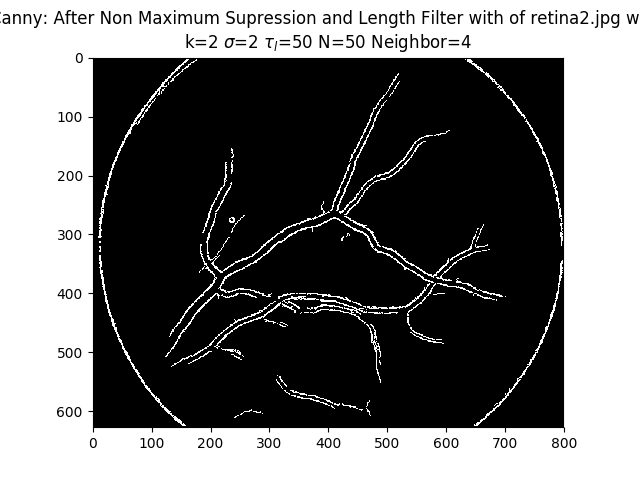 Canny: After Non Maximum Supression and Length Filter with of retina2.jpg w
k=2 σ=2 τ_l=50 N=50 Neighbor=4
0
100
200
300
400
500
600
0 100 200 300 400 500 600 700 800